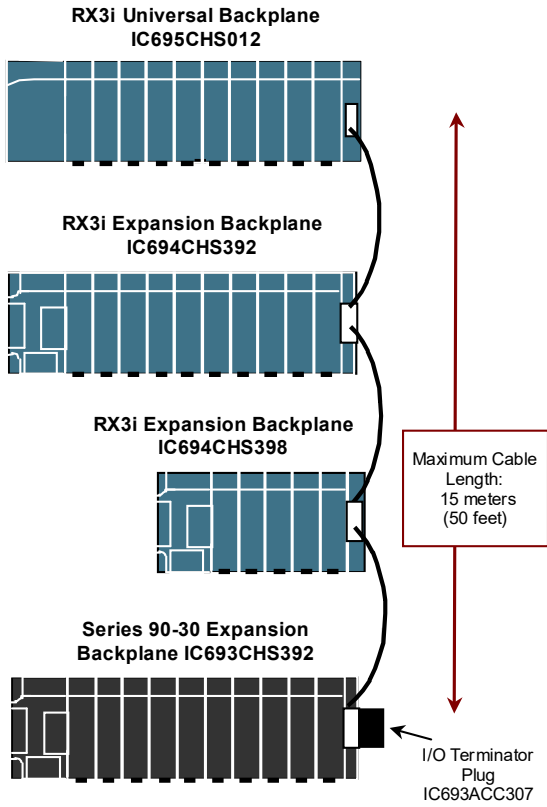 RX3i Universal Backplane
IC695CHS012
RX3i Expansion Backplane
IC694CHS392
RX3i Expansion Backplane
IC694CHS398
Maximum Cable
Length:
15 meters
(50 feet)
Series 90-30 Expansion
Backplane IC693CHS392
I/O Terminator
Plug
IC693ACC307